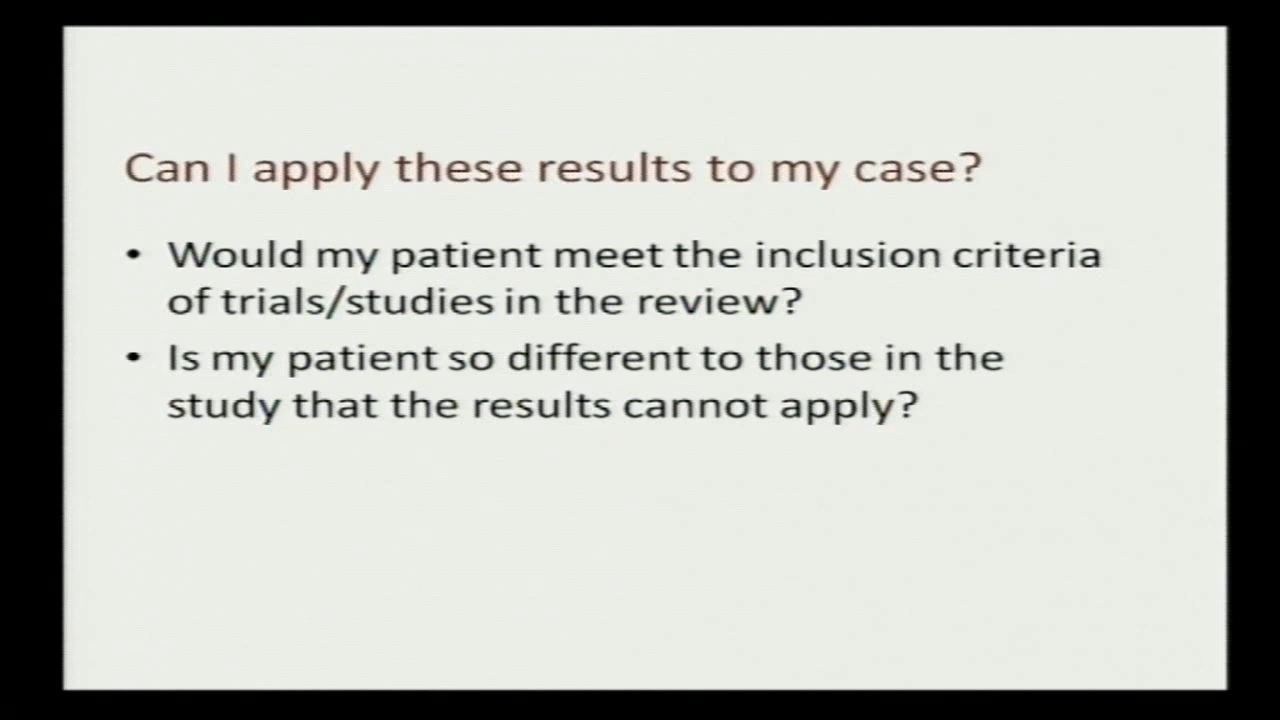 Can I apply these results to my case?
• Would my patient meet the inclusion criteria
of trials/studies in the review?
• Is my patient so different to those in the
study that the results cannot apply?